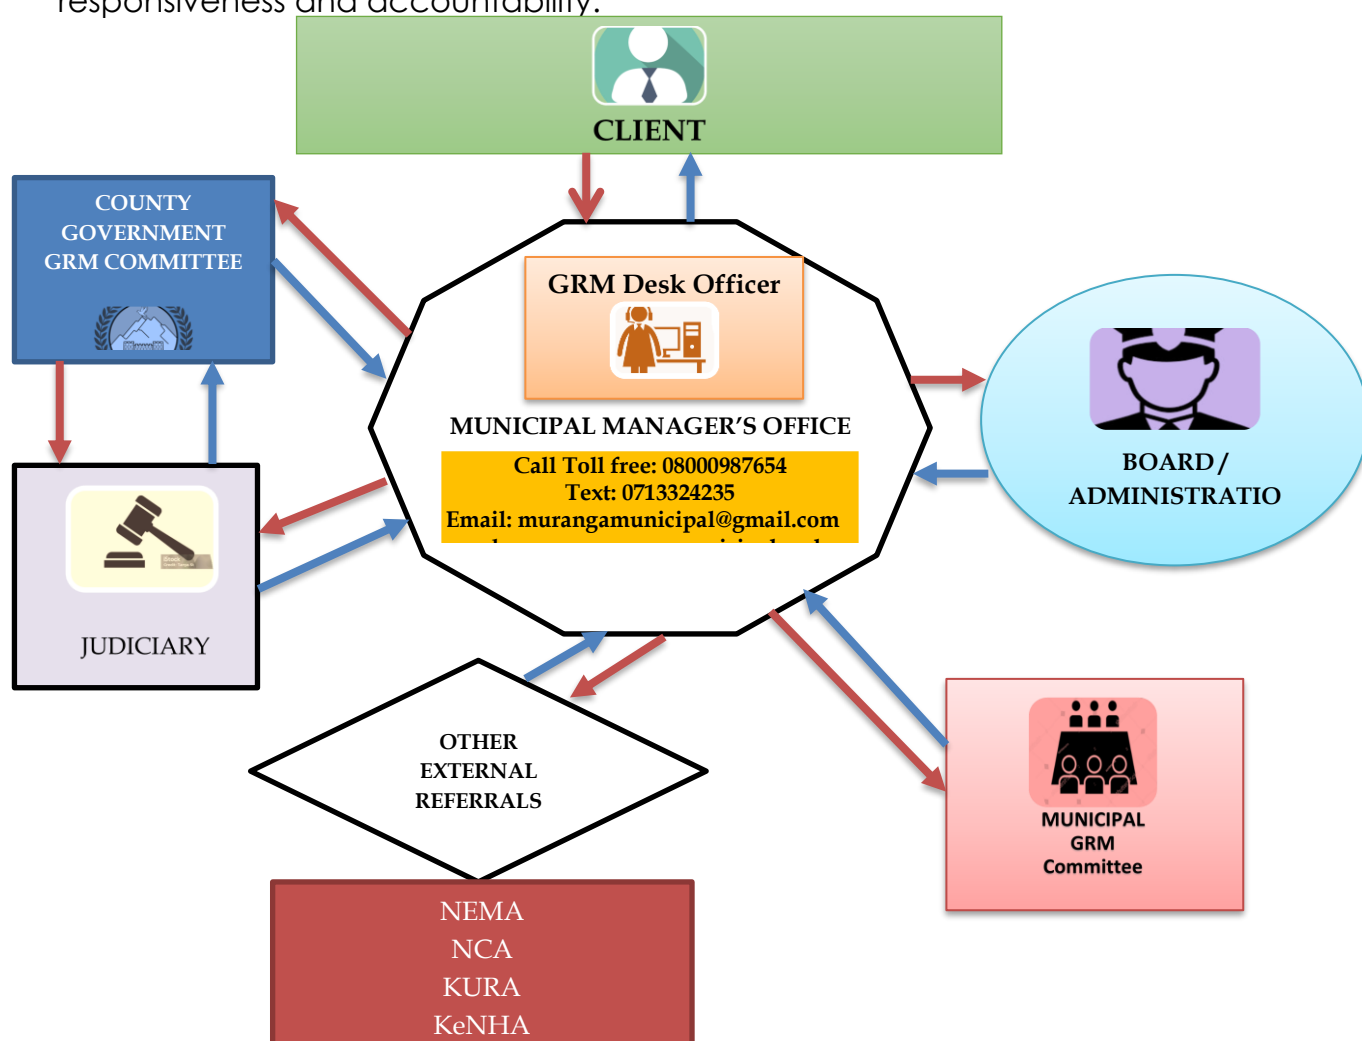 responsiveness and accountability.
CLIENT
COUNTY
GOVERNMENT
GRM COMMITTEE
GRM Desk Officer
MUNICIPAL MANAGER’S OFFICE
Call Toll free: 08000987654
Text: 0713324235
Email: murangamunicipal@gmail.com
BOARD /
ADMINISTRATIO
JUDICIARY
OTHER
EXTERNAL
REFERRALS
MUNICIPAL
GRM
Committee
NEMA
NCA
KURA
KeNHA